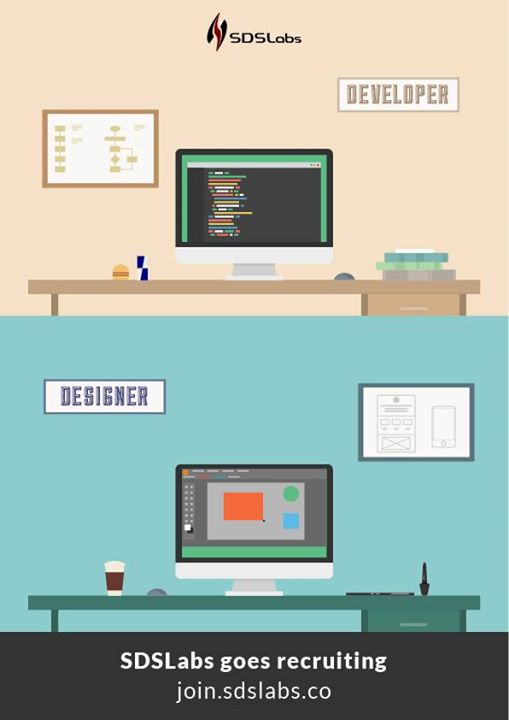 SDSLabs
DEVELOPER
DESIGNER
SDSLabs goes recruiting
join.sdslabs.co